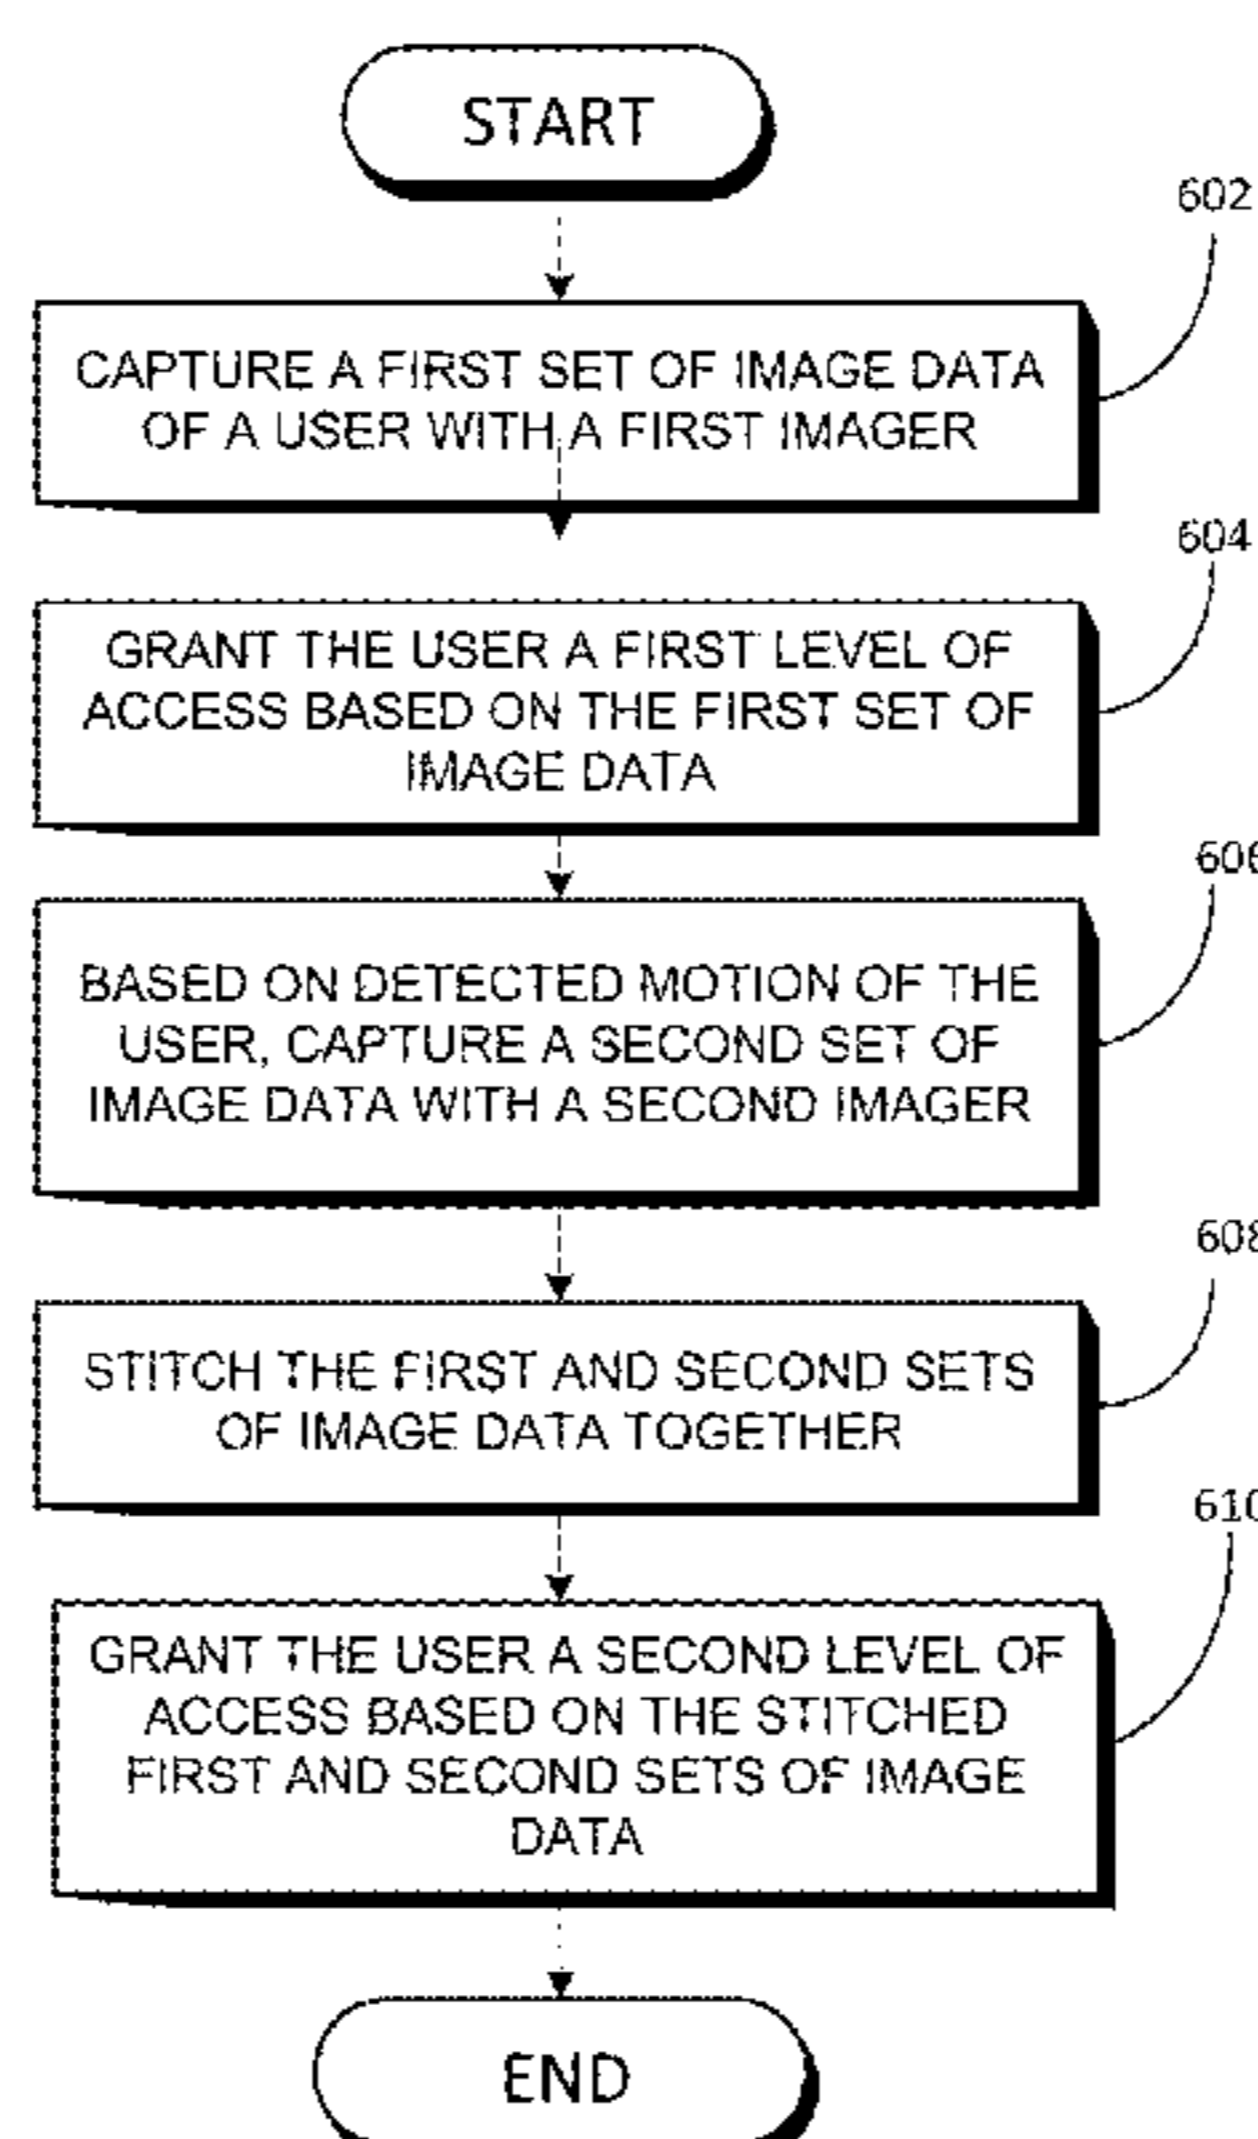 START
602
CAPTURE A FIRST SET OF IMAGE DATA
OF A USER WITH A FIRST IMAGER
604
GRANT THE USER A FIRST LEVEL OF
ACCESS BASED ON THE FIRST SET OF
IMAGE DATA
606
BASED ON DETECTED MOTION OF THE
USER, CAPTURE A SECOND SET OF
IMAGE DATA WITH A SECOND IMAGER
608
STITCH THE FIRST AND SECOND SETS
OF IMAGE DATA TOGETHER
610
GRANT THE USER A SECOND LEVEL OF
ACCESS BASED ON THE STITCHED
FIRST AND SECOND SETS OF IMAGE
DATA
END